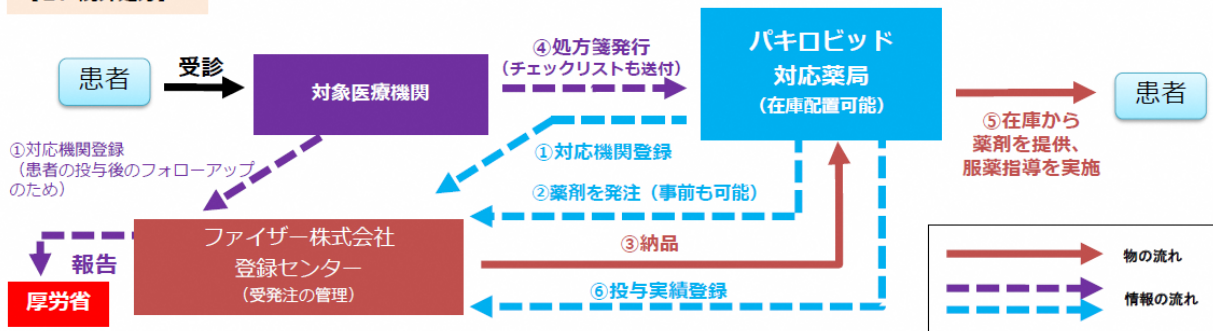 患者
受診
対象医療機関
④処方箋発行
(チェックリストも送付)
パキロビッド
対応薬局
(在庫配置可能)
⑤在庫から
薬剤を提供、
服薬指導を実施
患者
①対応機関登録
(患者の投与後のフォローアップ
のため)
①対応機関登録
②薬剤を発注(事前も可能)
ファイザー株式会社
登録センター
(受発注の管理)
③納品
⑥投与実績登録
報告
厚労省
物の流れ
情報の流れ